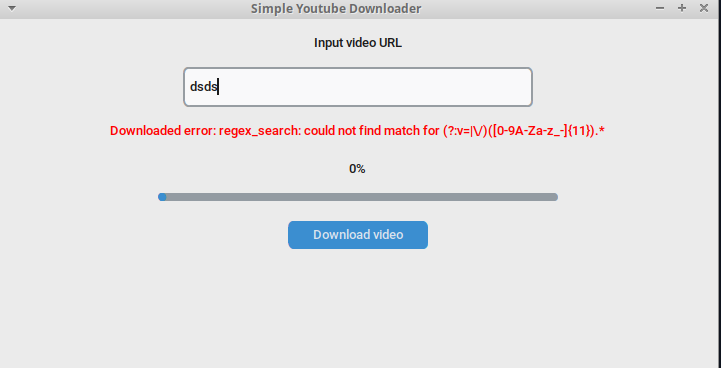 Simple Youtube Downloader
Input video URL
dsds
Downloaded error: regex_search: could not find match for (?:v=|\/)([0-9A-Za-z_-]{11}).*
0%
Download video